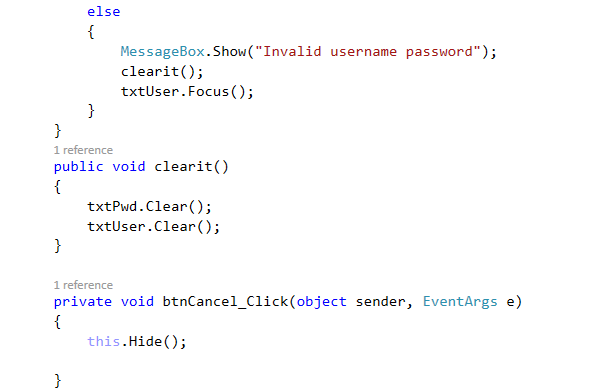 else
{
MessageBox.Show("Invalid username password");
clearit();
txtUser.Focus();
}
}
1 reference
public void clearit()
{
txtPwd.Clear();
txtUser.Clear();
}
1 reference
private void btnCancel_Click(object sender, EventArgs e)
{
this.Hide();
}